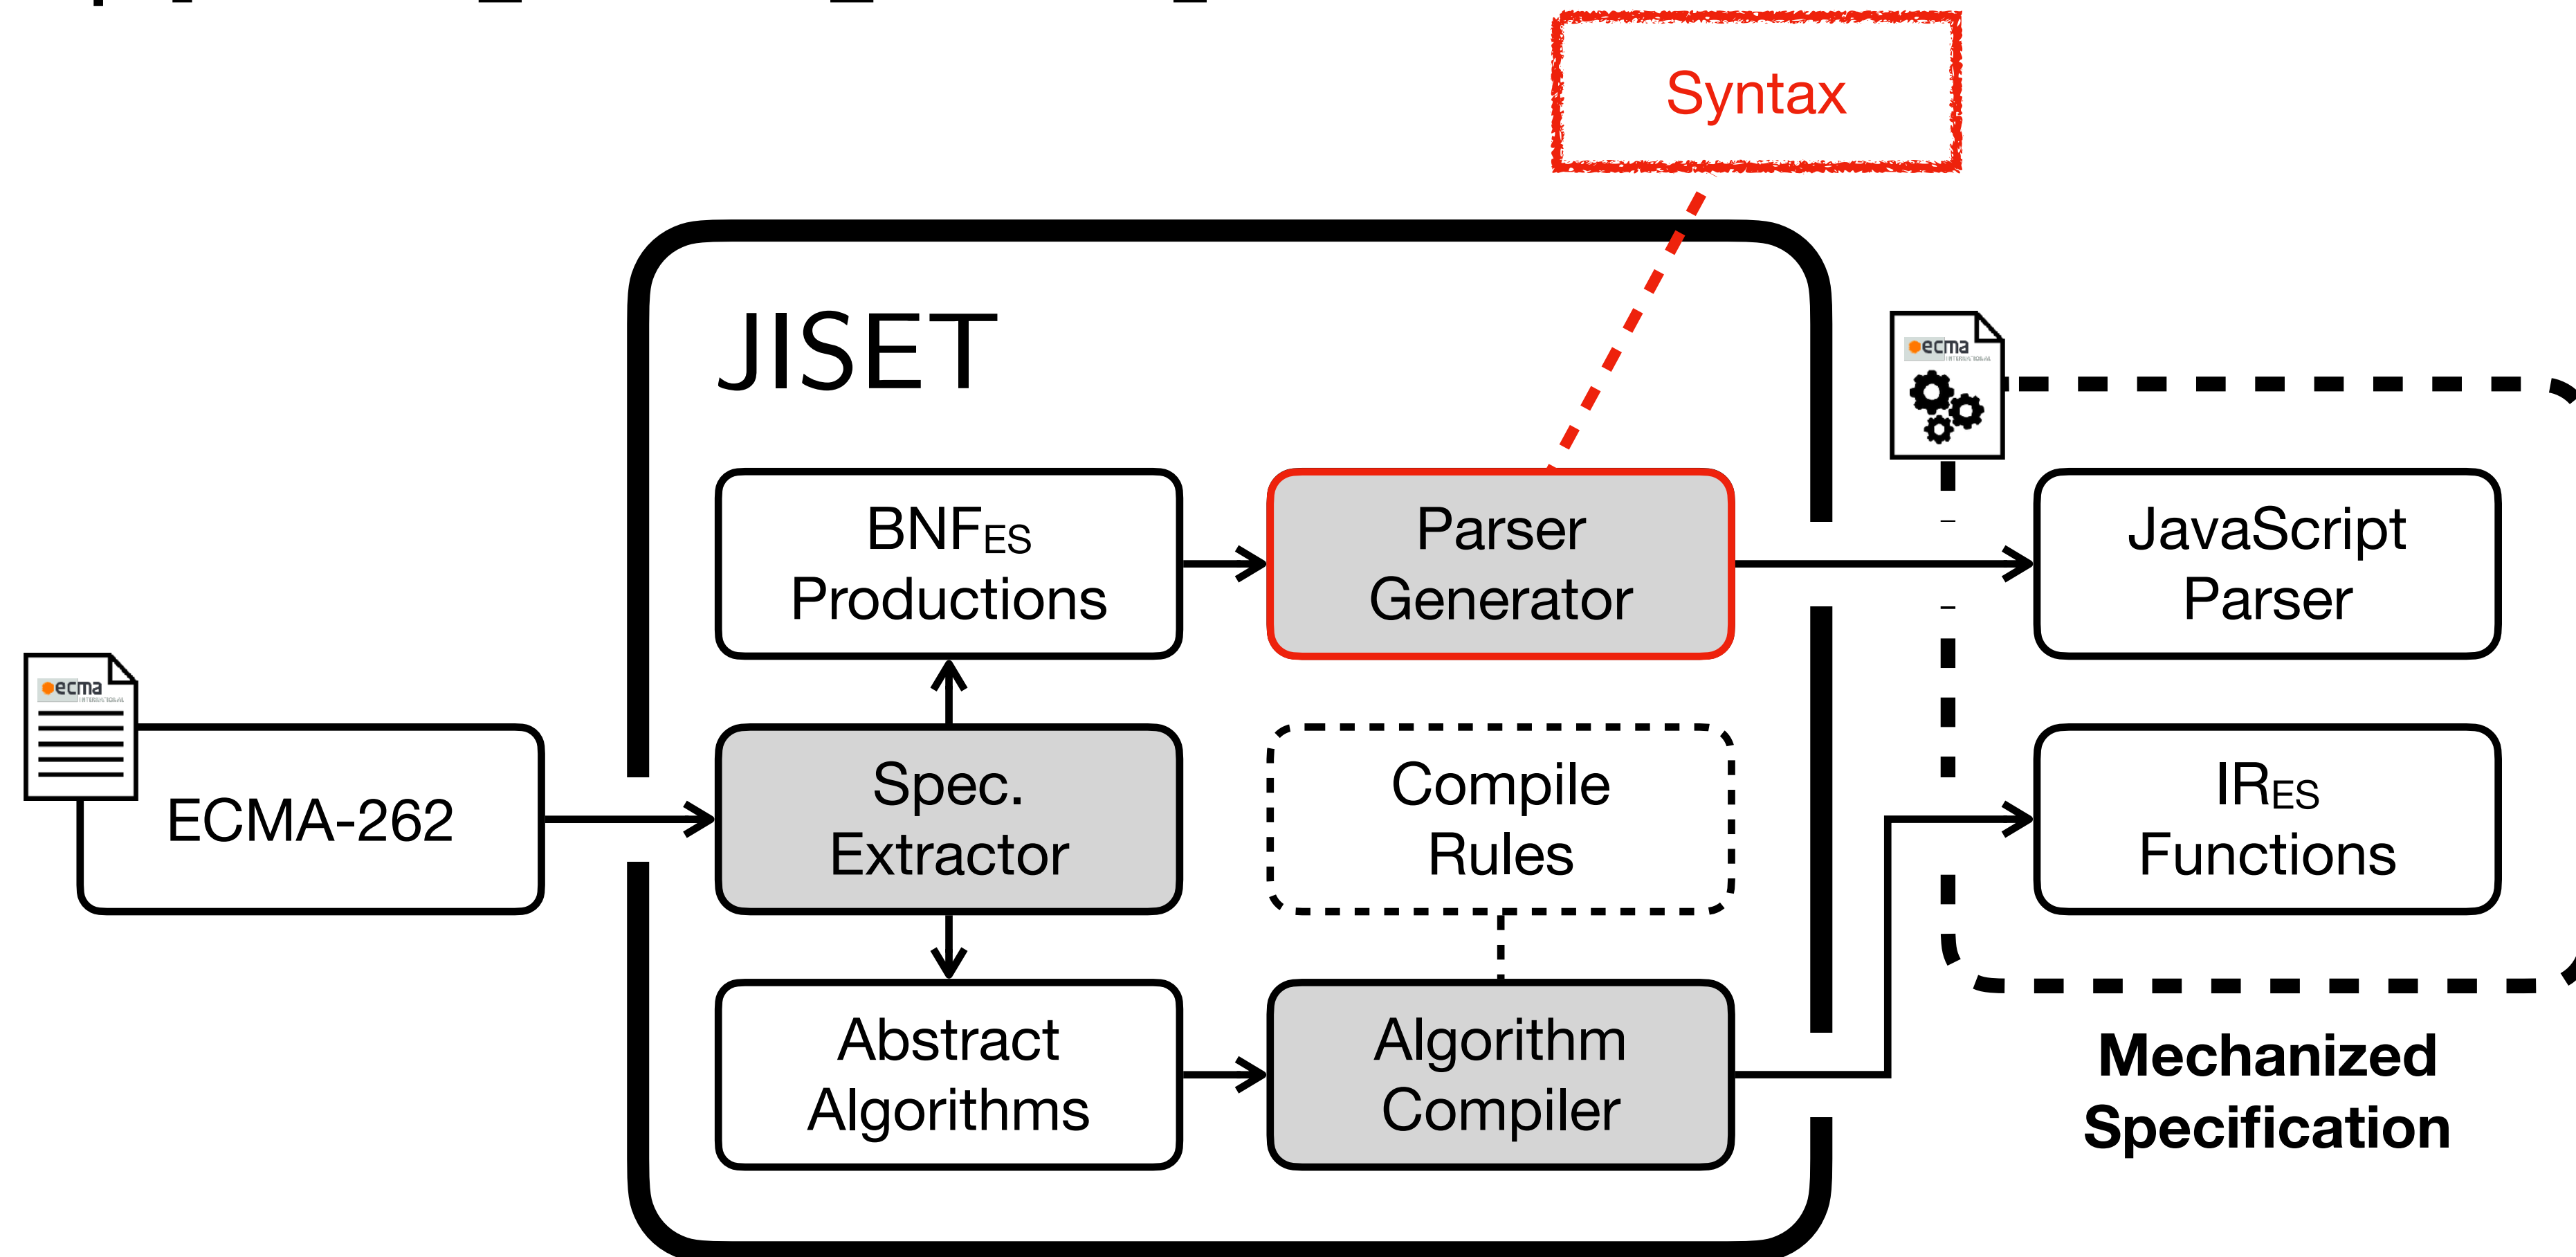 Syntax
JISET
ecma
BNFES
Productions
Parser
Generator
JavaScript
Parser
ecma
ECMA-262
Spec.
Extractor
Compile
Rules
IRES
Functions
Abstract
Algorithms
Algorithm
Compiler
Mechanized
Specification